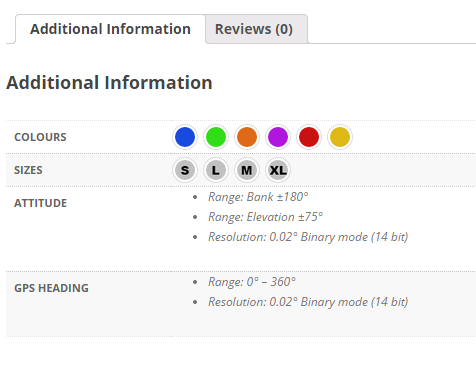 Additional Information
Reviews (0)
Additional Information
COLOURS
SIZES
S L M XL
ATTITUDE
Range: Bank ±180°
Range: Elevation ±75°
Resolution: 0.02° Binary mode (14 bit)
GPS HEADING
Range: 0° – 360°
Resolution: 0.02° Binary mode (14 bit)